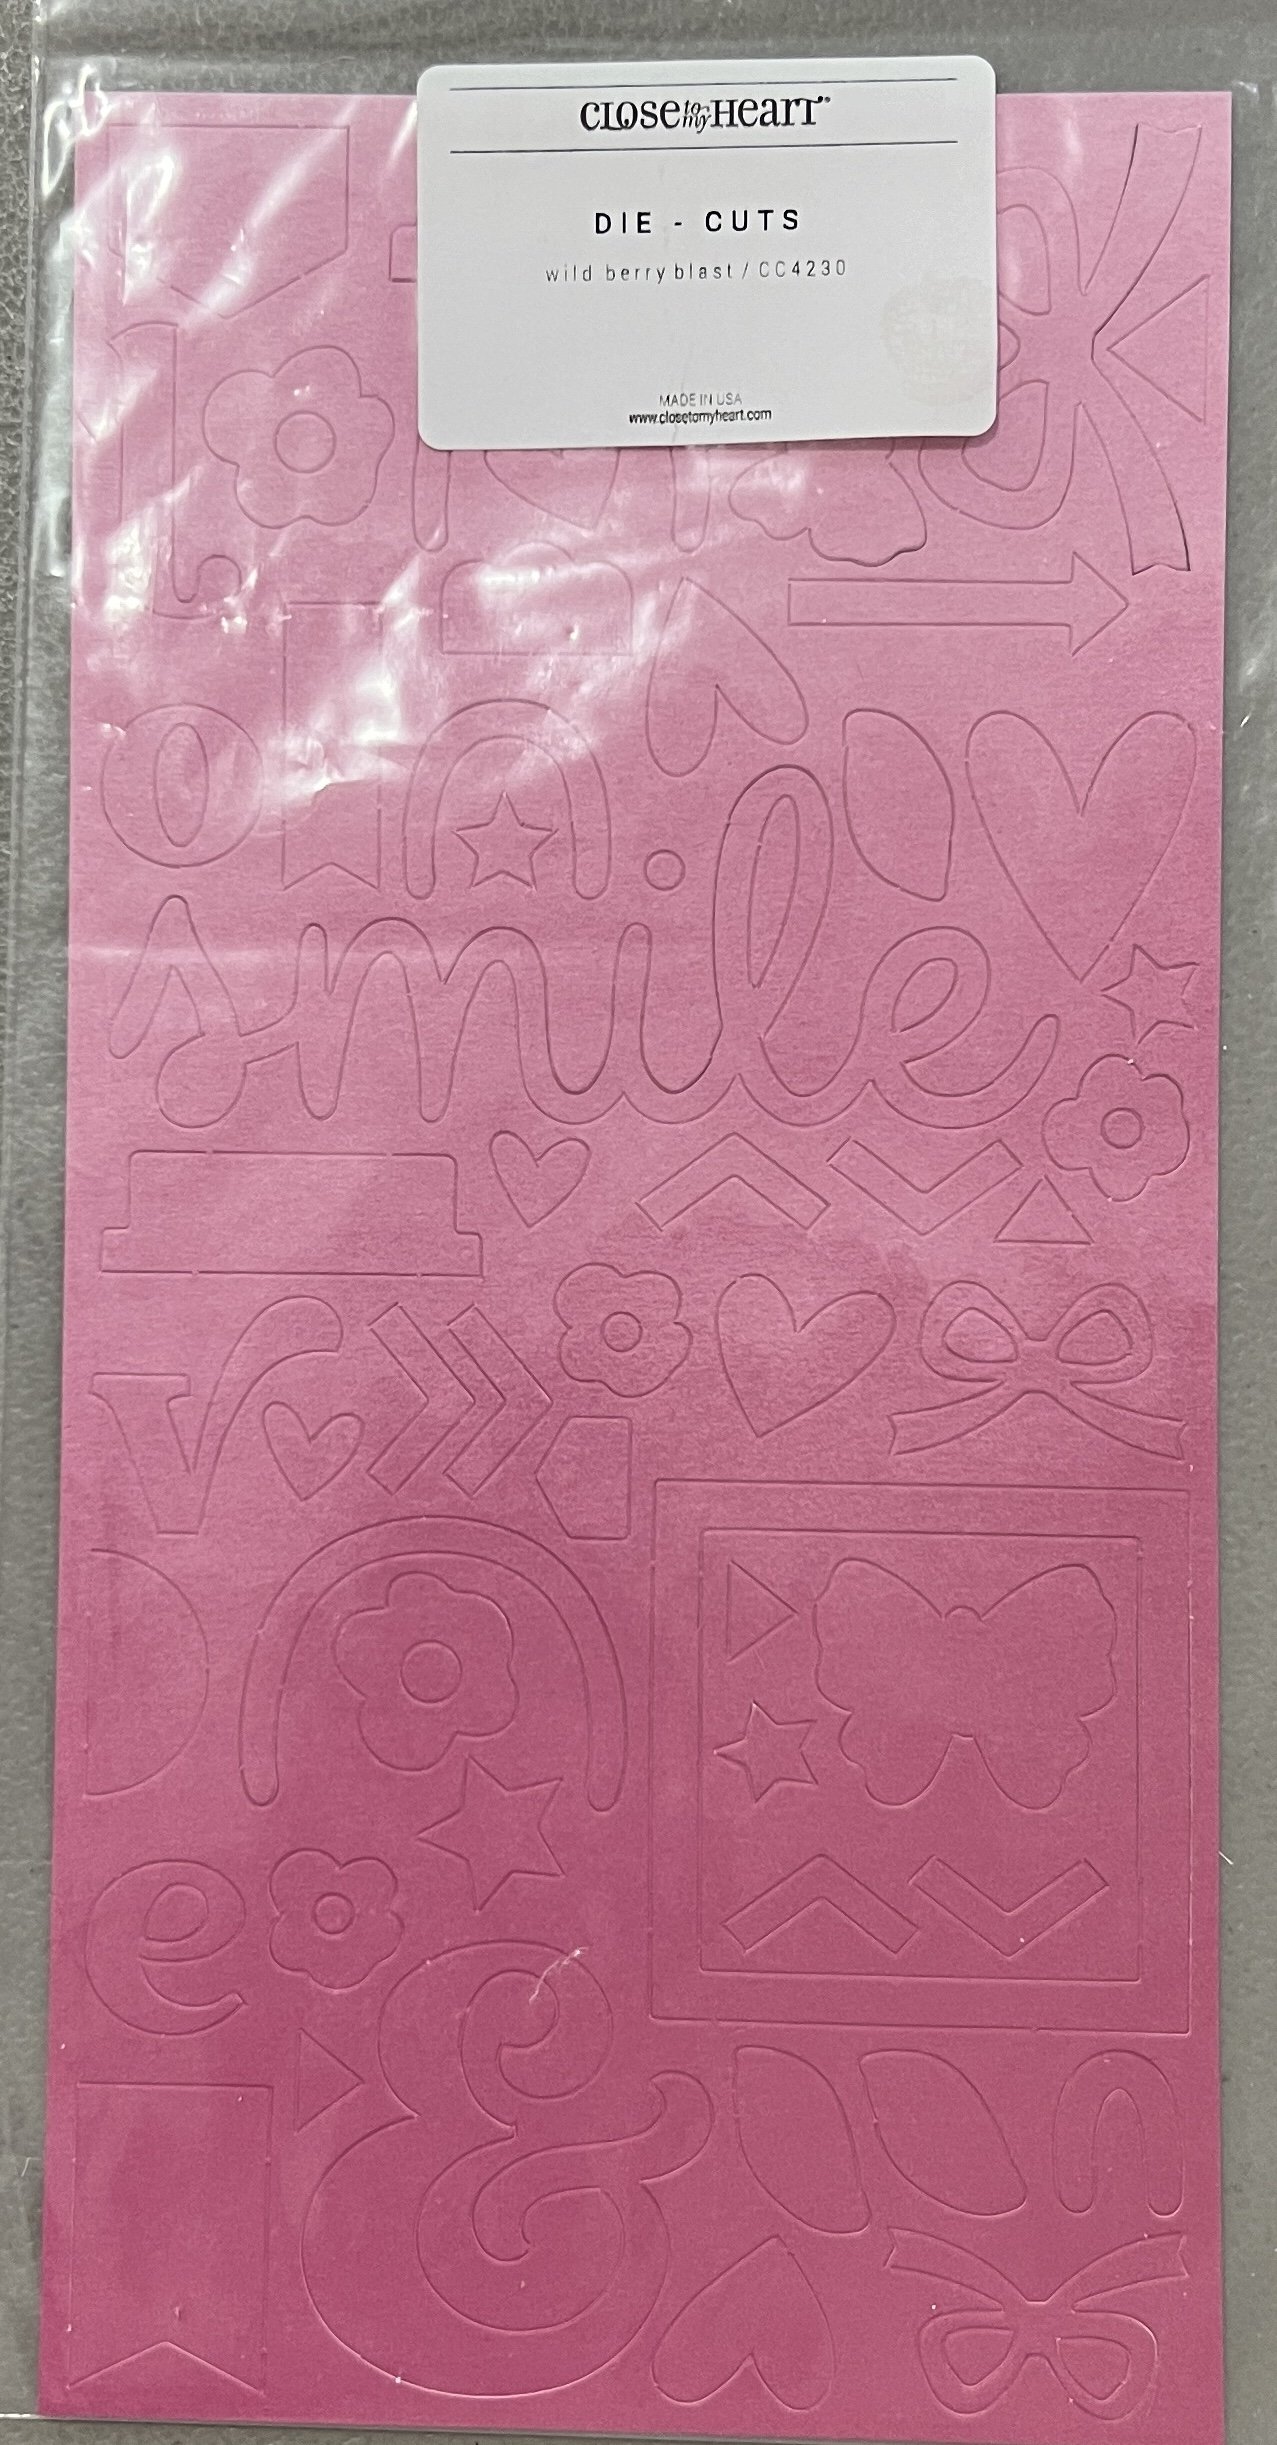 CLOSE to my HEART®
DIE - CUTS
wild berry blast / CC4230
MADE IN USA
www.closetomyheart.com
l
o
smile
v
e
&